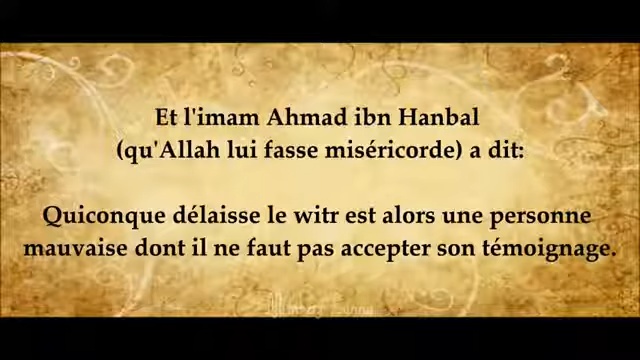 Et l'imam Ahmad ibn Hanbal
(qu'Allah lui fasse miséricorde) a dit:
Quiconque délaisse le witr est alors une personne
mauvaise dont il ne faut pas accepter son témoignage.